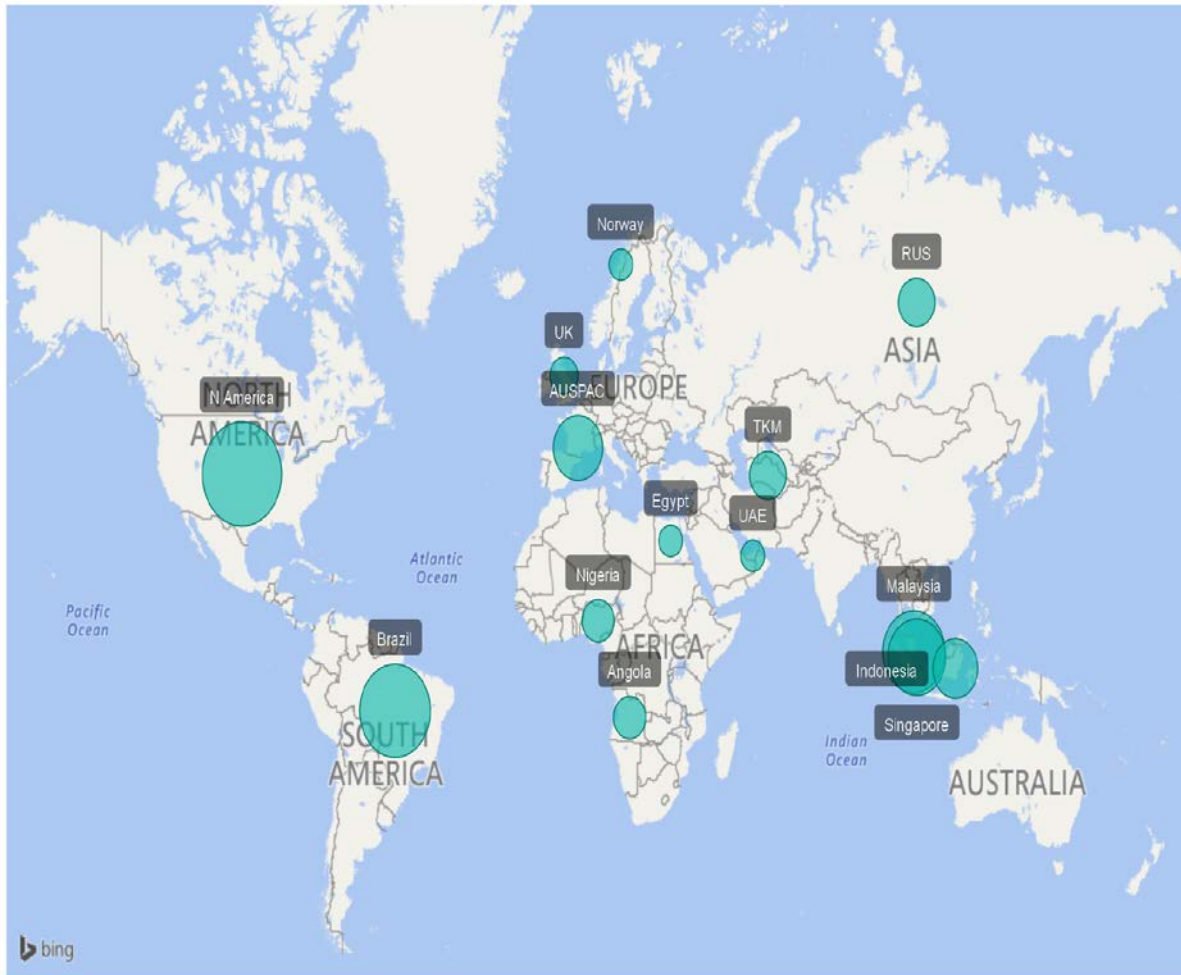 Norway
RUS
UK
ASIA
EUROPE
AUSPAC
NORTH
N America
AMERICA
TKM
Egypt
UAE
Atlantic
Ocean
Nigeria
Malaysia
Pacific
Ocean
Brazil
AFRICA
Angola
Indonesia
Singapore
SOUTH
AMERICA
Indian
Ocean
AUSTRALIA
bing